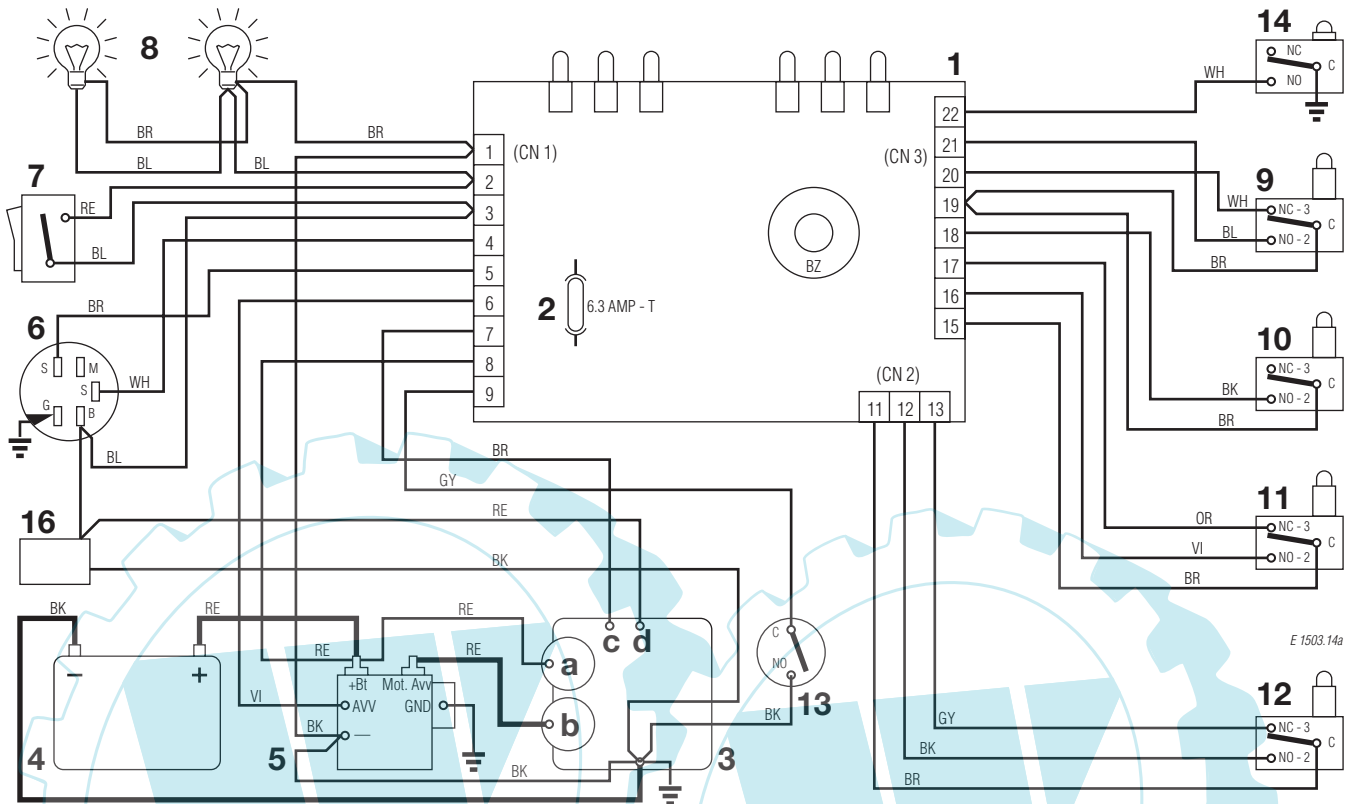 8
1
14
NC
C
NO
WH
BR
BR
BL
BL
7
RE
BL
1
2
3
4
5
6
7
8
9
(CN 1)
(CN 3)
22
21
20
19
18
17
16
15
BZ
2
6.3 AMP - T
(CN 2)
11
12
13
9
WH
NC - 3
C
BL
NO - 2
BR
6
BR
S
M
S
WH
G
B
BL
10
NC - 3
C
BK
NO - 2
BR
BR
GY
RE
BK
16
11
OR
NC - 3
C
VI
NO - 2
BR
E 1503.14a
BK
RE
RE
c
d
a
b
C
NO
13
BK
3
−
+
4
RE
RE
+Bt
Mot. Avv
VI
AVV
GND
BK
—
5
BK
12
GY
NC - 3
C
BK
NO - 2
BR